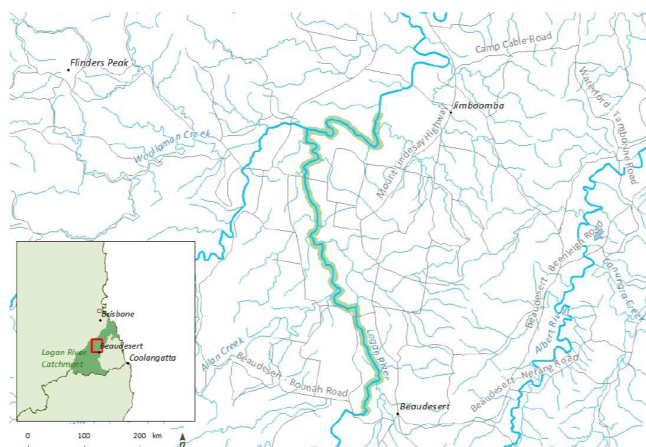 Flinders Peak
Camp Cable Road
Jimboomba
Waterford - Tamborine Road
Woollaman Creek
Mount Lindesay Highway
Beaudesert - Beenleigh Road
Canungra Creek
Albert River
Logan River
Allan Creek
Beaudesert - Boonah Road
Beaudesert - Nerang Road
Beaudesert
Brisbane
Beaudesert
Logan River
Catchment
Coolangatta
0 100 200 km